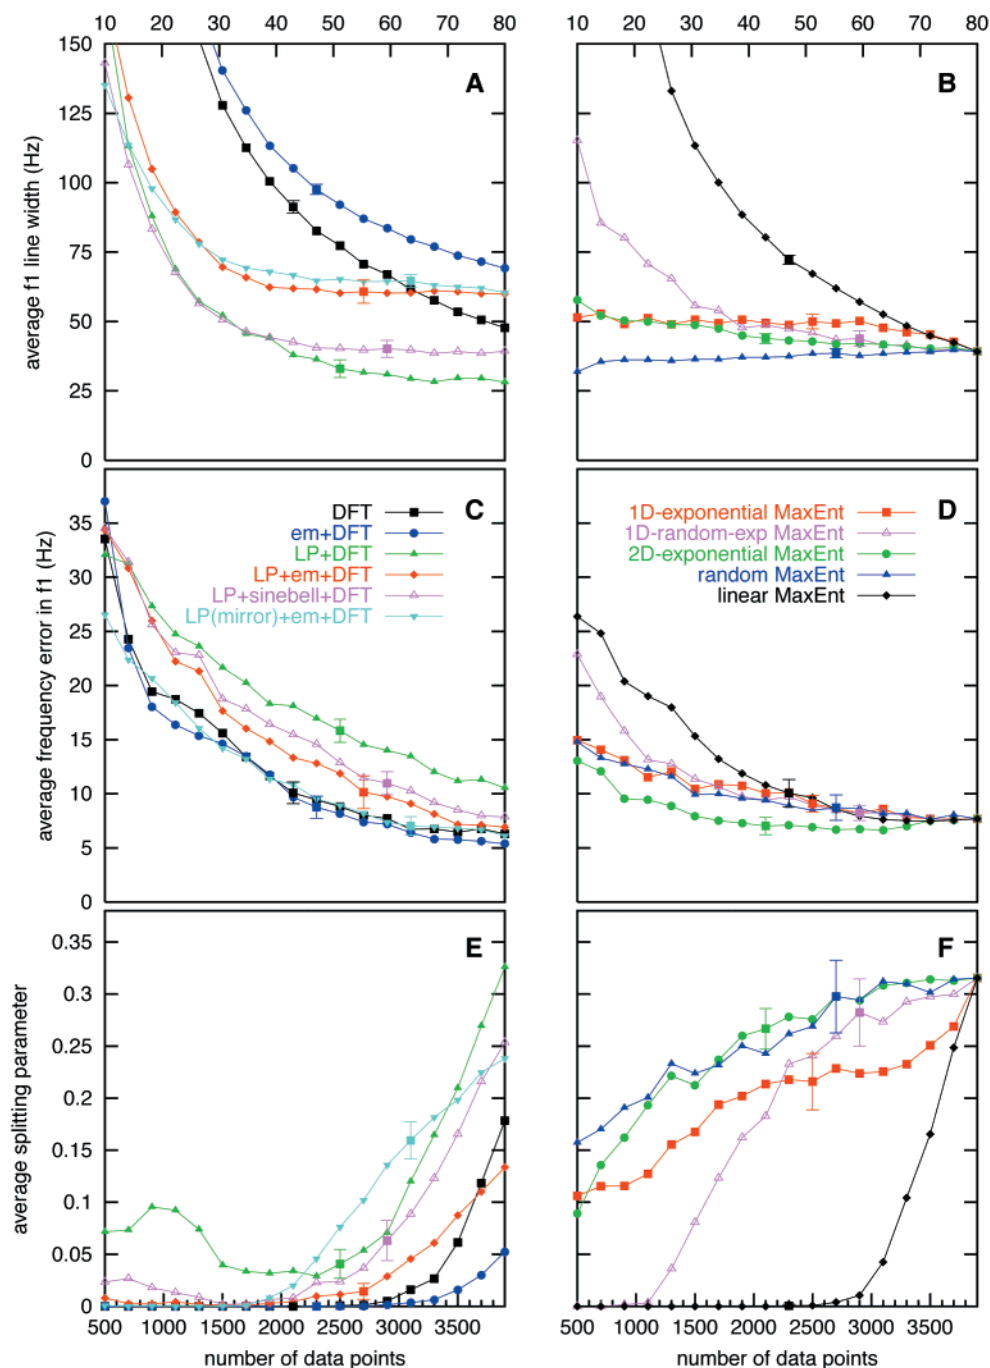 10 20 30 40 50 60 70 80
10 20 30 40 50 60 70 80
150
125
100
75
50
25
0
average f1 line width (Hz)
A
B
35
30
25
20
15
10
5
0
average frequency error in f1 (Hz)
C
DFT
em+DFT
LP+DFT
LP+em+DFT
LP+sinebell+DFT
LP(mirror)+em+DFT
D
1D-exponential MaxEnt
1D-random-exp MaxEnt
2D-exponential MaxEnt
random MaxEnt
linear MaxEnt
0.35
0.3
0.25
0.2
0.15
0.1
0.05
0
average splitting parameter
E
F
500 1000 1500 2000 2500 3000 3500
500 1000 1500 2000 2500 3000 3500
number of data points
number of data points